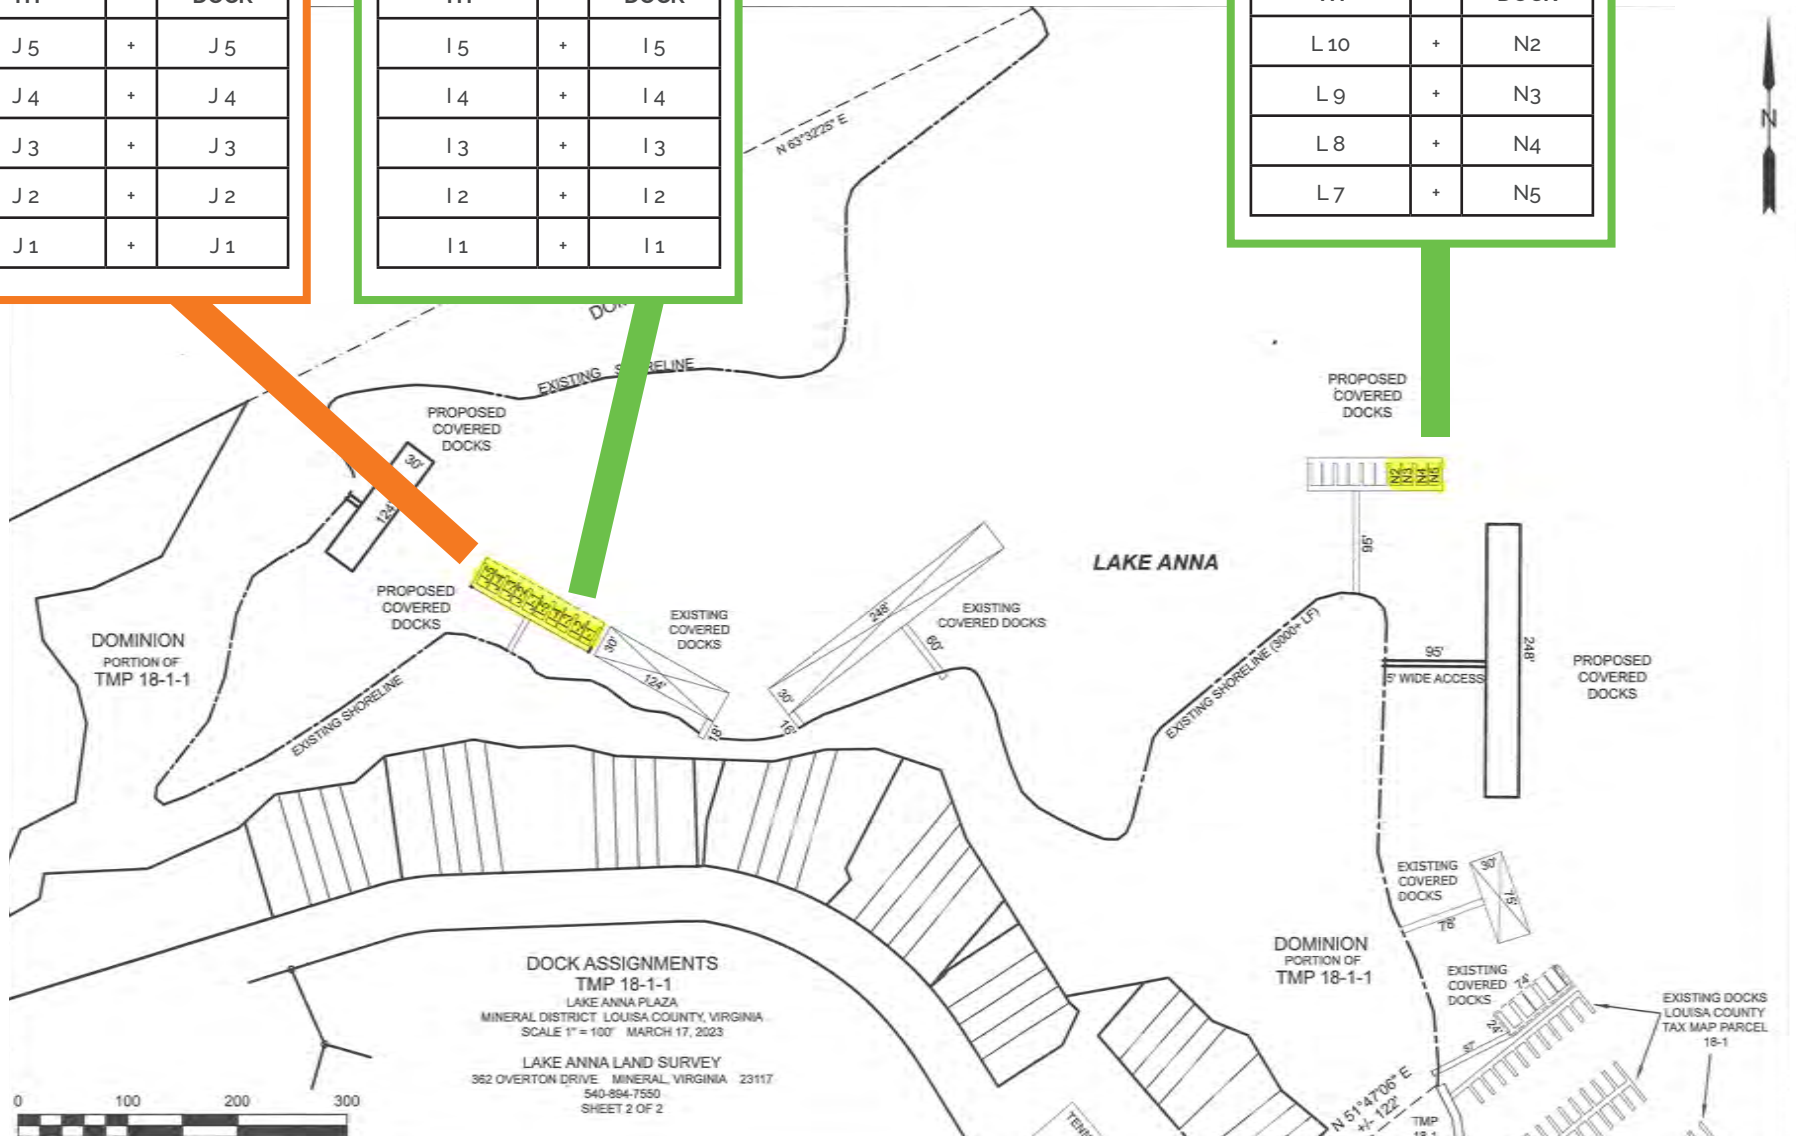 DOCK
DOCK
DOCK
J 5 + J 5
J 4 + J 4
J 3 + J 3
J 2 + J 2
J 1 + J 1
I 5 + I 5
I 4 + I 4
I 3 + I 3
I 2 + I 2
I 1 + I 1
L 10 + N2
L 9 + N3
L 8 + N4
L 7 + N5
N
N 63°32'25" E
EXISTING
PROPOSED
COVERED
DOCKS
30'
124'
PROPOSED
COVERED
DOCKS
N2
N3
N4
N5
95'
LAKE ANNA
PROPOSED
COVERED
DOCKS
EXISTING
COVERED
DOCKS
30'
124'
18'
248'
60'
30'
16'
EXISTING
COVERED DOCKS
DOMINION
PORTION OF
TMP 18-1-1
EXISTING SHORELINE
EXISTING SHORELINE (3000+ LF)
95'
5' WIDE ACCESS
248'
PROPOSED
COVERED
DOCKS
EXISTING
COVERED
DOCKS
30'
75'
78'
DOMINION
PORTION OF
TMP 18-1-1
EXISTING
COVERED
DOCKS
74'
24'
EXISTING DOCKS
LOUISA COUNTY
TAX MAP PARCEL
18-1
DOCK ASSIGNMENTS
TMP 18-1-1
LAKE ANNA PLAZA
MINERAL DISTRICT LOUISA COUNTY, VIRGINIA
SCALE 1" = 100' MARCH 17, 2023
LAKE ANNA LAND SURVEY
362 OVERTON DRIVE MINERAL, VIRGINIA 23117
540-894-7550
SHEET 2 OF 2
0 100 200 300
N 51°47'06" E
+/- 122'
TMP